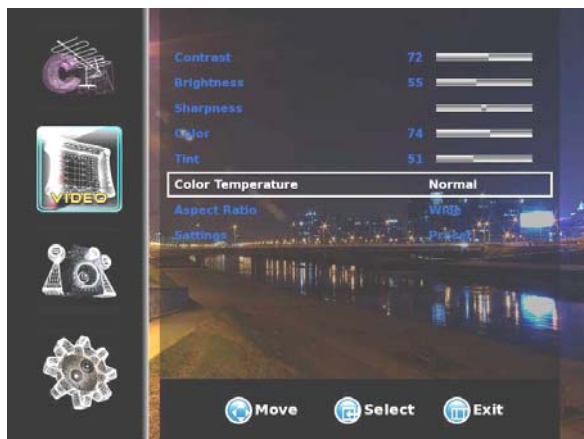 Contrast 72
Brightness 55
Sharpness
Color 74
Tint 51
VIDEO
Color Temperature Normal
Aspect Ratio Wide
Settings Preset
Move Select Exit